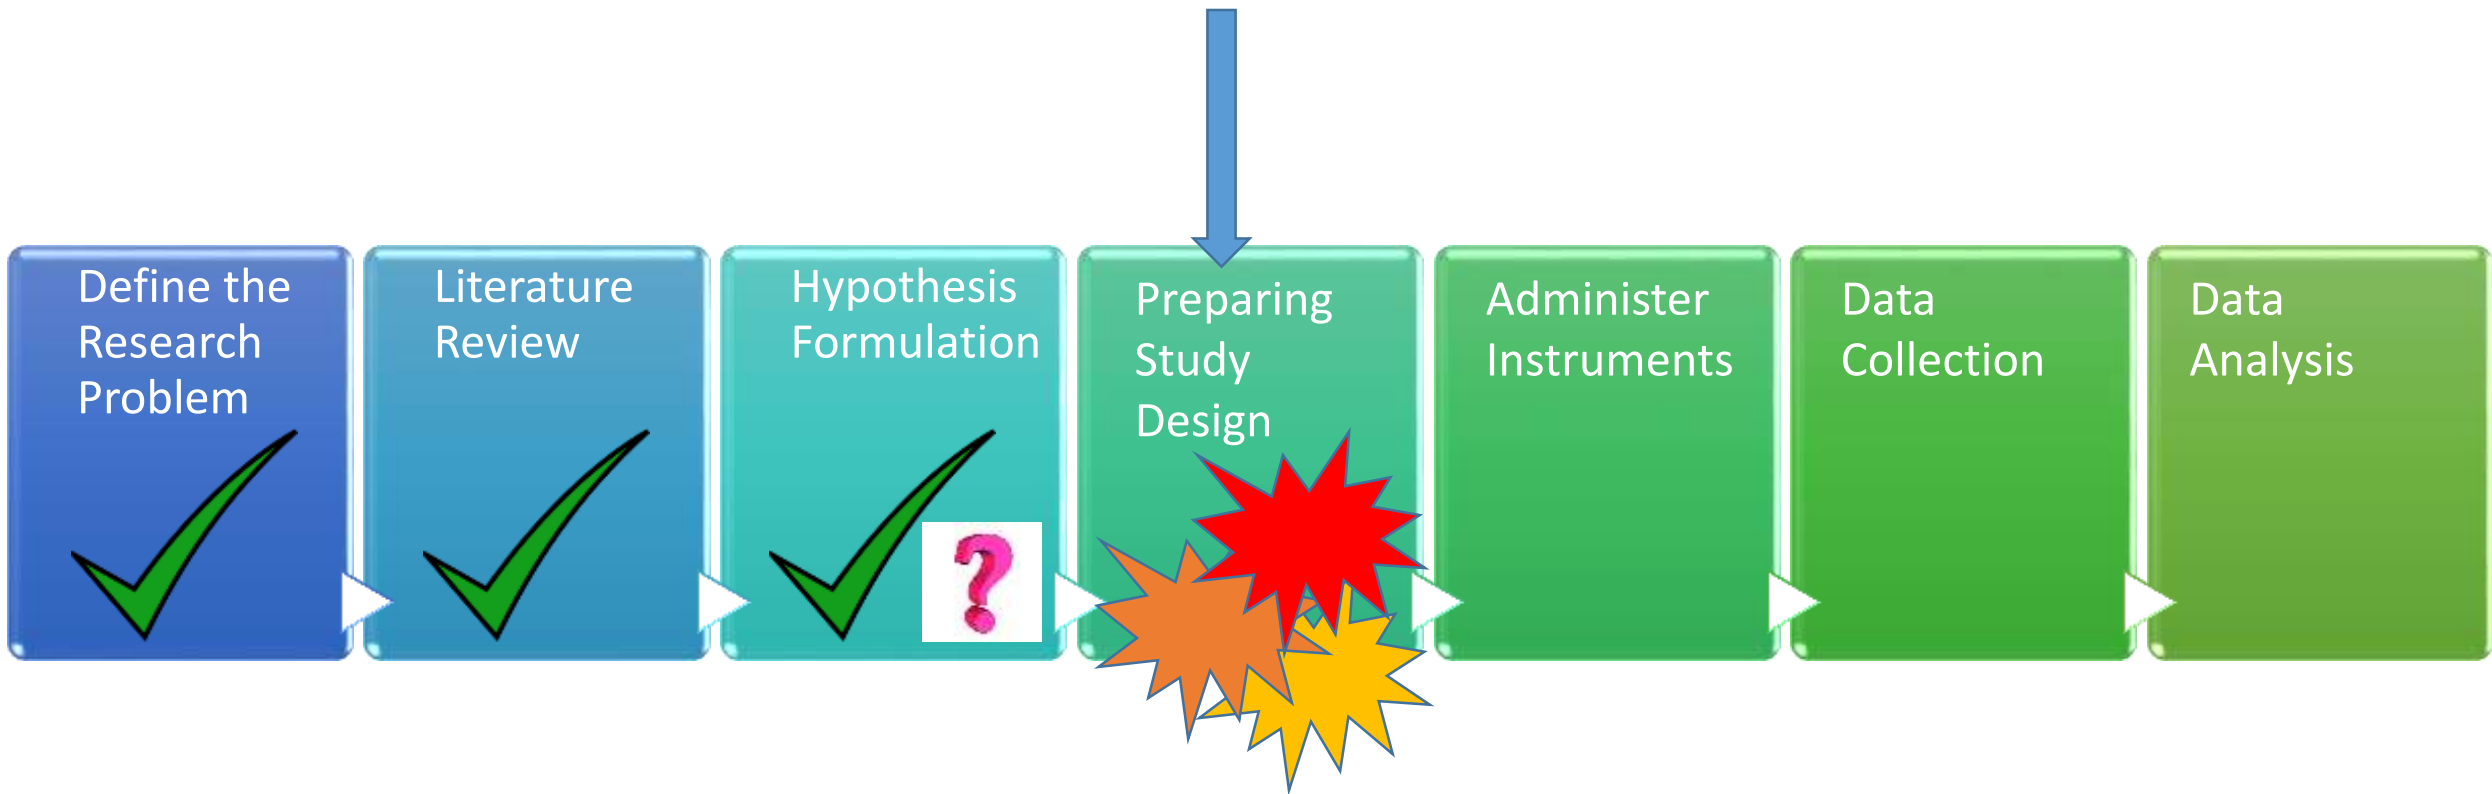 Define the
Research
Problem
Literature
Review
Hypothesis
Formulation
?
Preparing
Study
Design
Administer
Instruments
Data
Collection
Data
Analysis